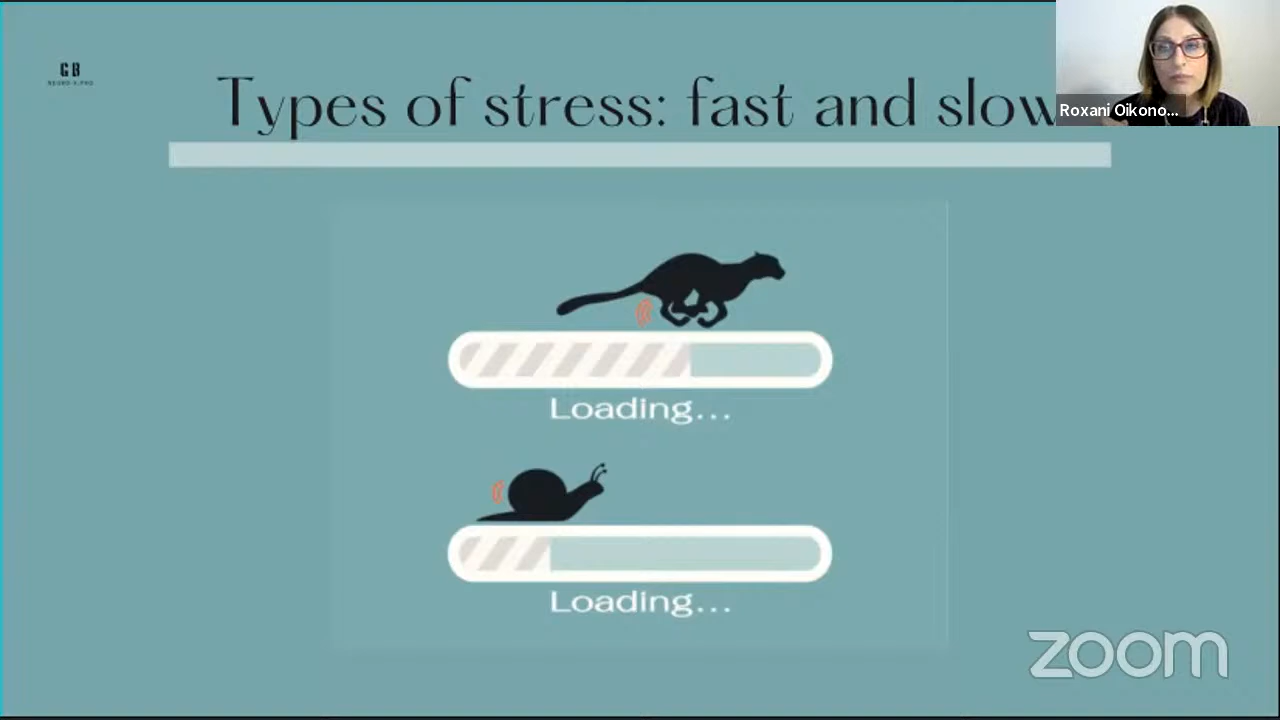 GB
Types of stress: fast and slow
Roxani Oikono...
Loading...
Loading...
zoom